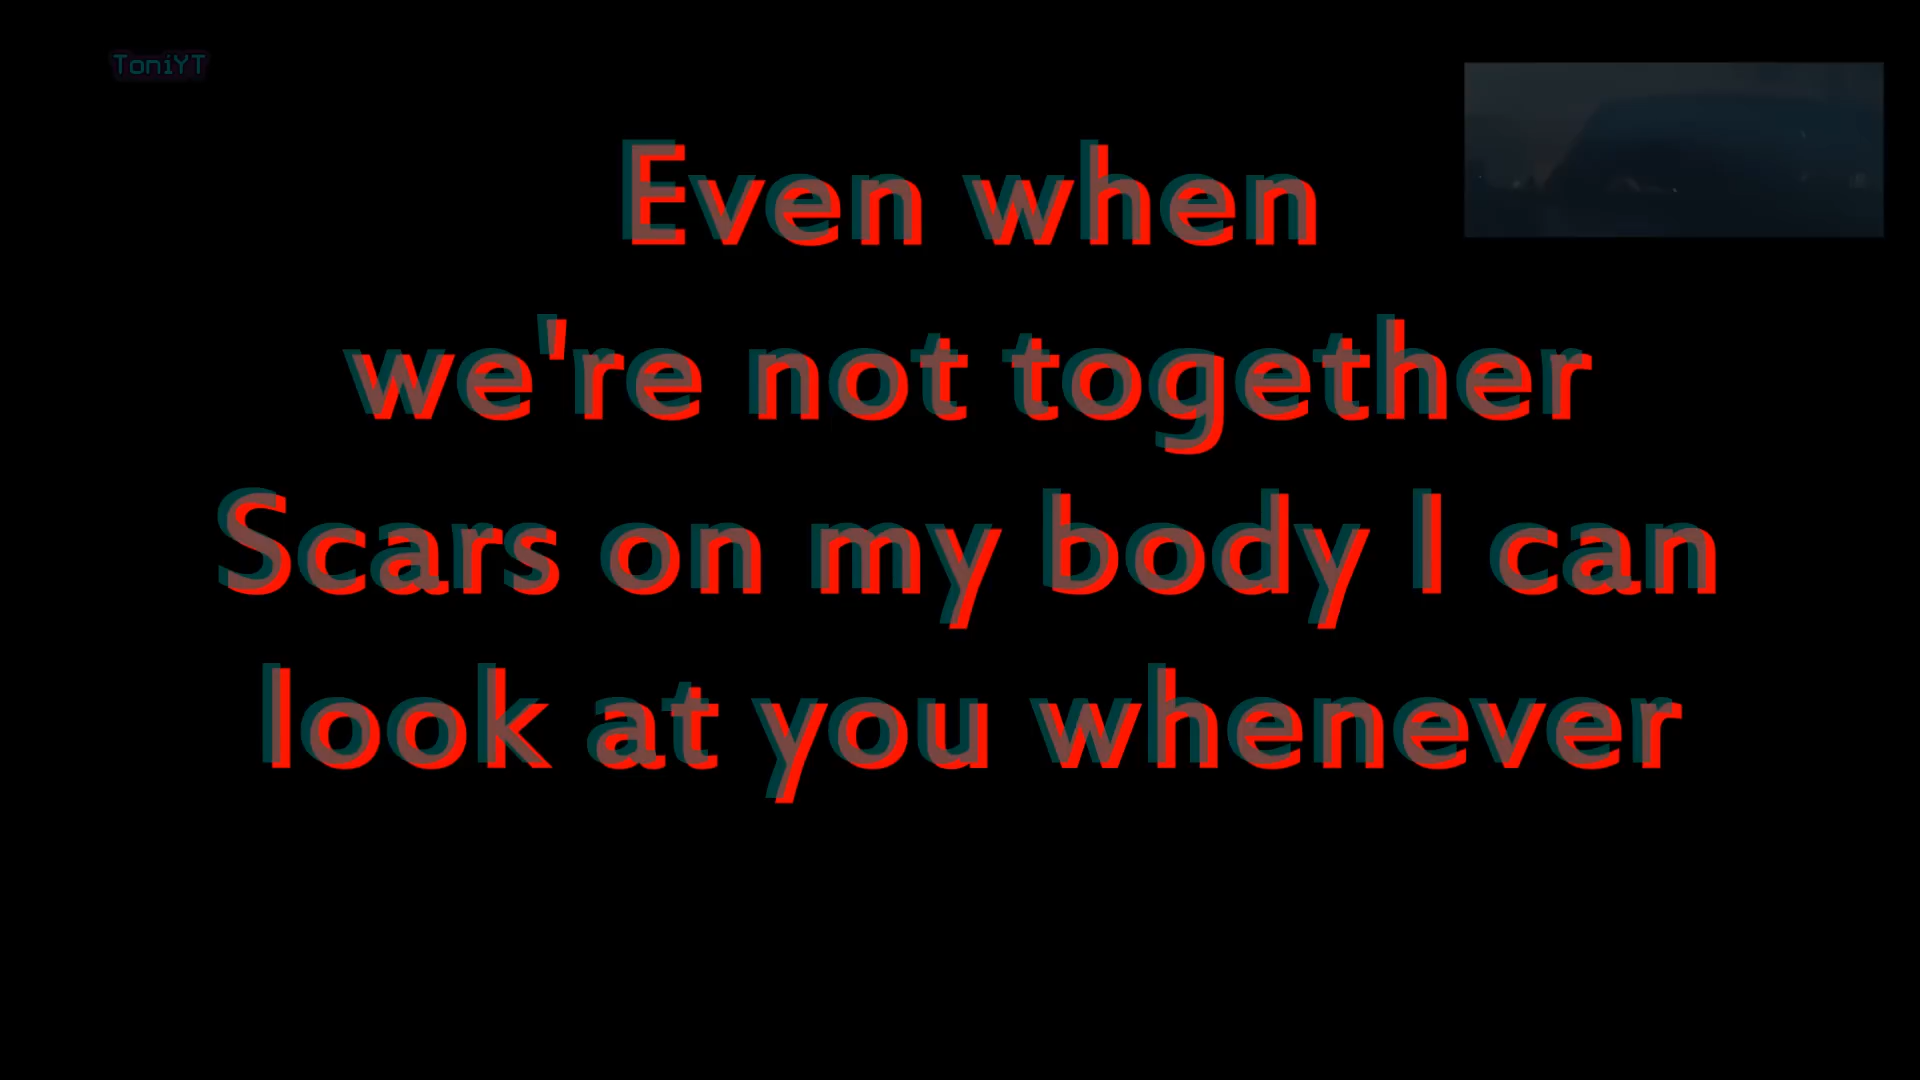 ToniYT
Even when
we're not together
Scars on my body I can
look at you whenever